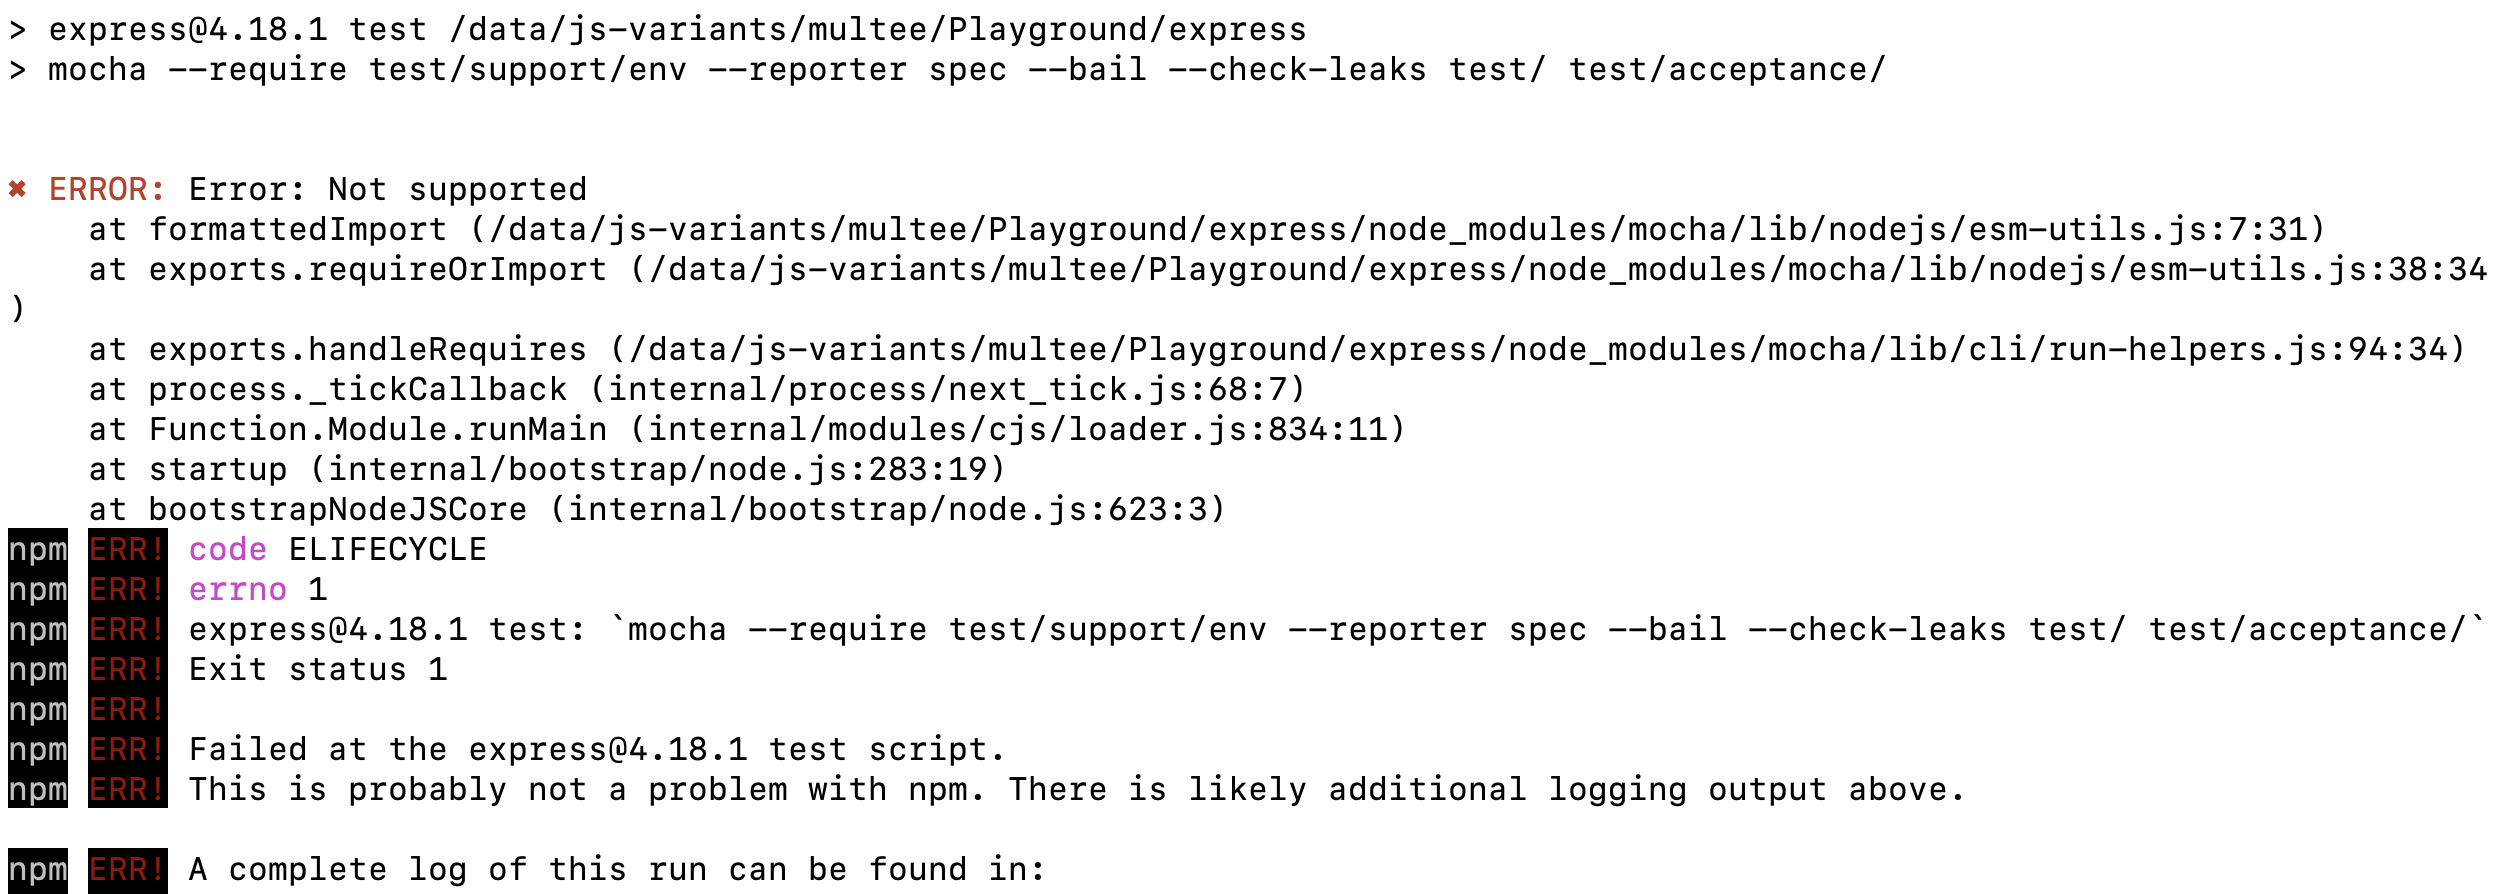 > express@4.18.1 test /data/js-variants/multee/Playground/express
> mocha --require test/support/env --reporter spec --bail --check-leaks test/ test/acceptance/
✖ ERROR: Error: Not supported
    at formattedImport (/data/js-variants/multee/Playground/express/node_modules/mocha/lib/nodejs/esm-utils.js:7:31)
    at exports.requireOrImport (/data/js-variants/multee/Playground/express/node_modules/mocha/lib/nodejs/esm-utils.js:38:34
)
    at exports.handleRequires (/data/js-variants/multee/Playground/express/node_modules/mocha/lib/cli/run-helpers.js:94:34)
    at process._tickCallback (internal/process/next_tick.js:68:7)
    at Function.Module.runMain (internal/modules/cjs/loader.js:834:11)
    at startup (internal/bootstrap/node.js:283:19)
    at bootstrapNodeJSCore (internal/bootstrap/node.js:623:3)
npm ERR! code ELIFECYCLE
npm ERR! errno 1
npm ERR! express@4.18.1 test: `mocha --require test/support/env --reporter spec --bail --check-leaks test/ test/acceptance/`
npm ERR! Exit status 1
npm ERR!
npm ERR! Failed at the express@4.18.1 test script.
npm ERR! This is probably not a problem with npm. There is likely additional logging output above.
npm ERR! A complete log of this run can be found in: